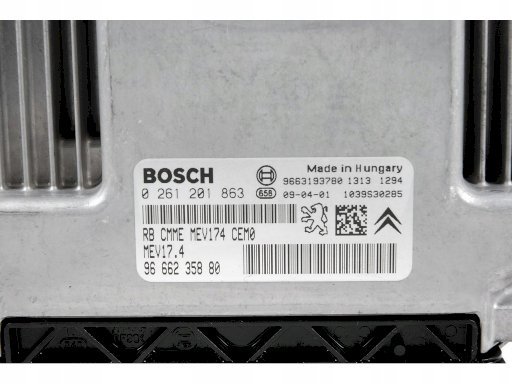 BOSCH
Made in Hungary
9663193780 1313 1294
0 261 201 863 658 09-04-01 1039S30285
RB CMME MEV174 CEM0
MEV17.4
96 662 358 80